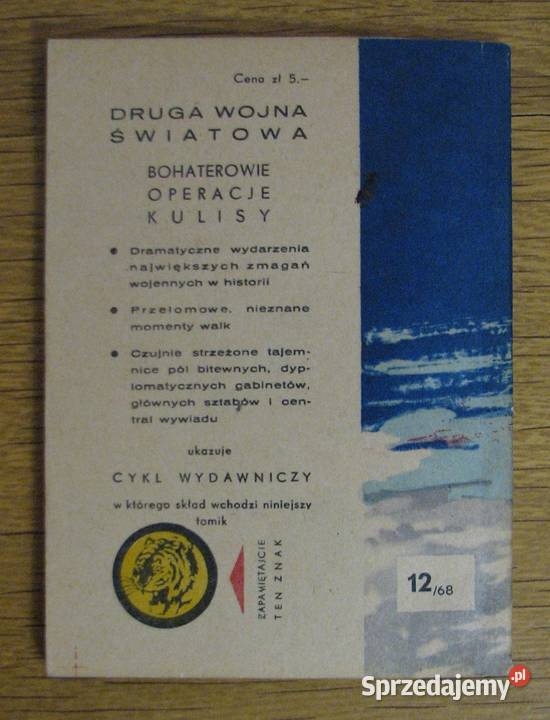 Cena zł 5.–
DRUGA WOJNA
ŚWIATOWA
BOHATEROWIE
OPERACJE
KULISY
• Dramatyczne wydarzenia
największych zmagań
wojennych w historii
• Przełomowe, nieznane
momenty walk
• Czujnie strzeżone tajem-
nice pól bitewnych, dyp-
lomatycznych gabinetów,
głównych sztabów i cen-
tral wywiadu
ukazuje
CYKL WYDAWNICZY
w którego skład wchodzi niniejszy
tomik
ZAPAMIĘTAJCIE
TEN ZNAK
12/68
Sprzedajemy.pl